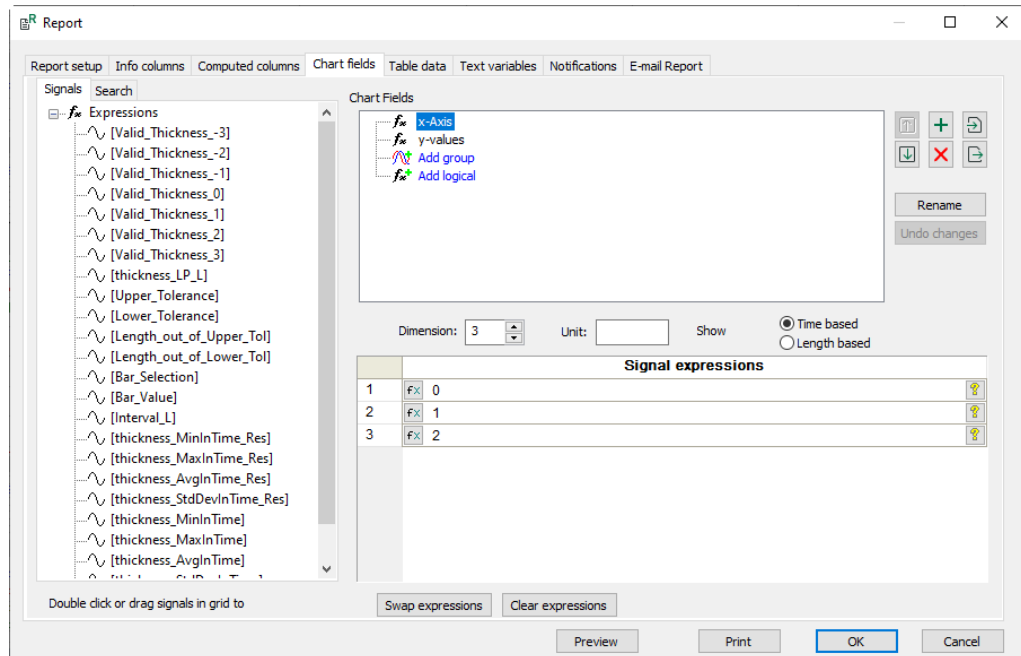 Report
Report setup Info columns Computed columns Chart fields Table data Text variables Notifications E-mail Report
Signals Search
Expressions
[Valid_Thickness_-3]
[Valid_Thickness_-2]
[Valid_Thickness_-1]
[Valid_Thickness_0]
[Valid_Thickness_1]
[Valid_Thickness_2]
[Valid_Thickness_3]
[thickness_LP_L]
[Upper_Tolerance]
[Lower_Tolerance]
[Length_out_of_Upper_Tol]
[Length_out_of_Lower_Tol]
[Bar_Selection]
[Bar_Value]
[Interval_L]
[thickness_MinInTime_Res]
[thickness_MaxInTime_Res]
[thickness_AvgInTime_Res]
[thickness_StdDevInTime_Res]
[thickness_MinInTime]
[thickness_MaxInTime]
[thickness_AvgInTime]
Double click or drag signals in grid to
Chart Fields
x-Axis
y-values
Add group
Add logical
Rename
Undo changes
Dimension: 3 Unit: Show Time based
Length based
Signal expressions
1 fx 0 ?
2 fx 1 ?
3 fx 2 ?
Swap expressions Clear expressions
Preview Print OK Cancel